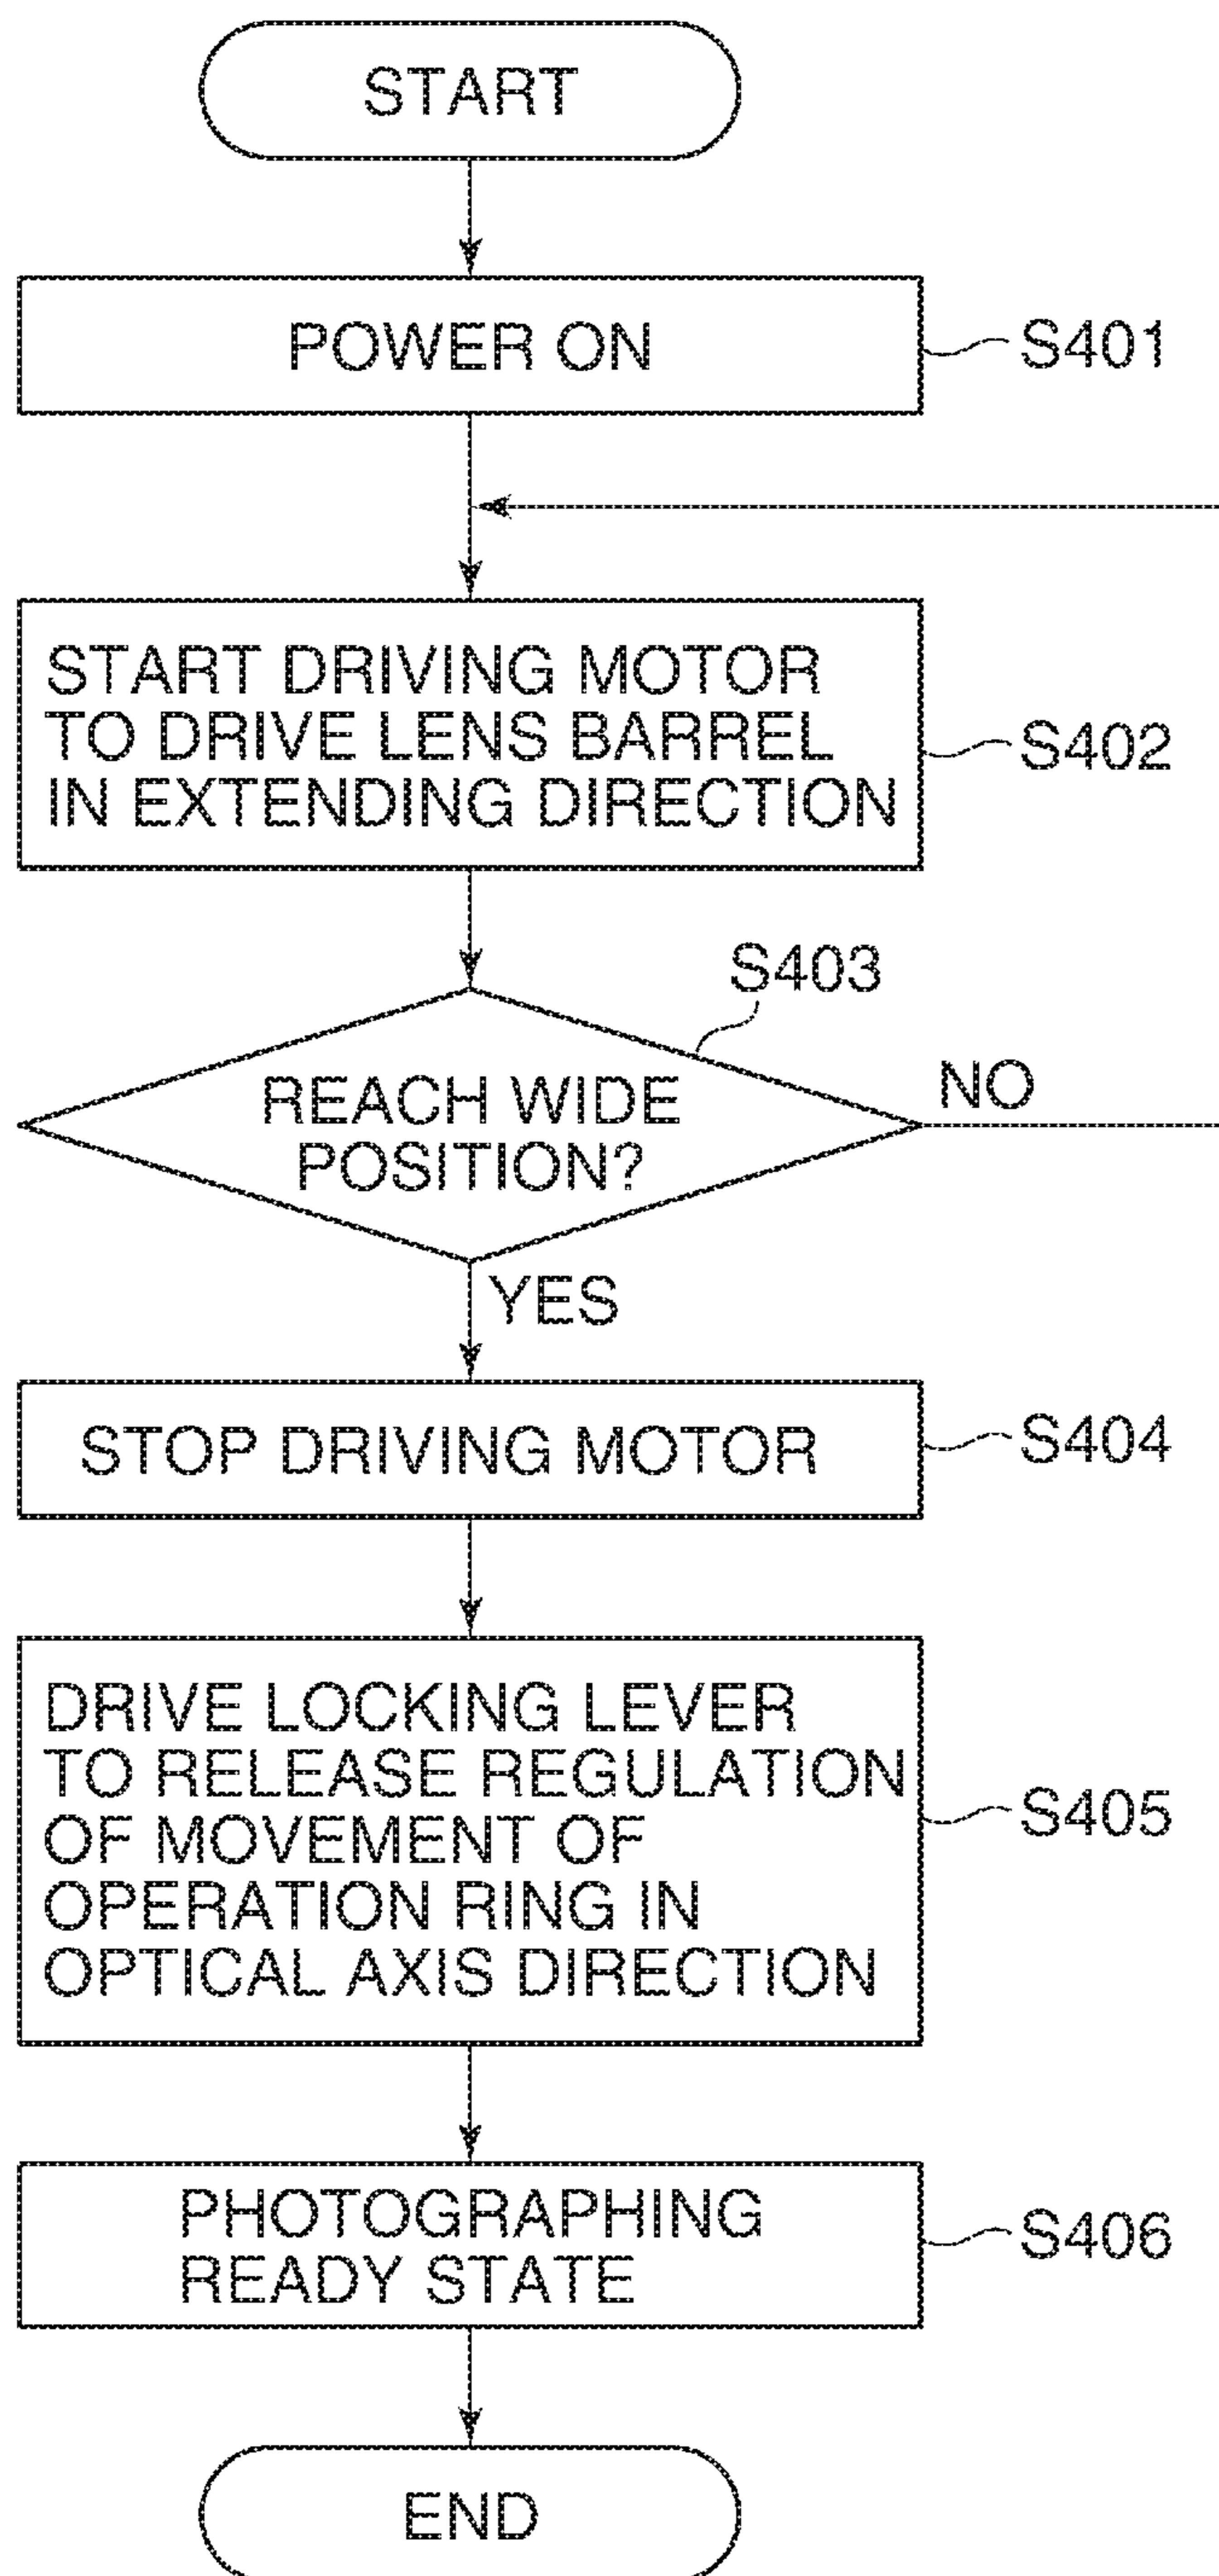 START
POWER ON
S401
START DRIVING MOTOR
TO DRIVE LENS BARREL
IN EXTENDING DIRECTION
S402
S403
REACH WIDE
POSITION?
NO
YES
STOP DRIVING MOTOR
S404
DRIVE LOCKING LEVER
TO RELEASE REGULATION
OF MOVEMENT OF
OPERATION RING IN
OPTICAL AXIS DIRECTION
S405
PHOTOGRAPHING
READY STATE
S406
END